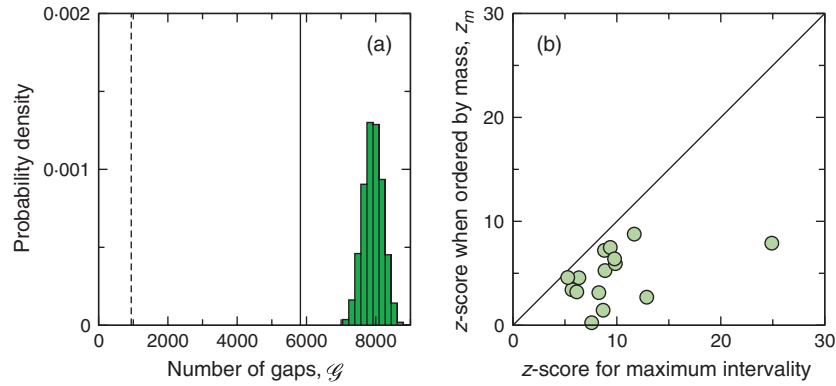 0·002
(a)
Probability density
0·001
0
0
2000
4000
6000
8000
Number of gaps, 𝒢
30
(b)
z-score when ordered by mass, zₘ
20
10
0
0
10
20
30
z-score for maximum intervality